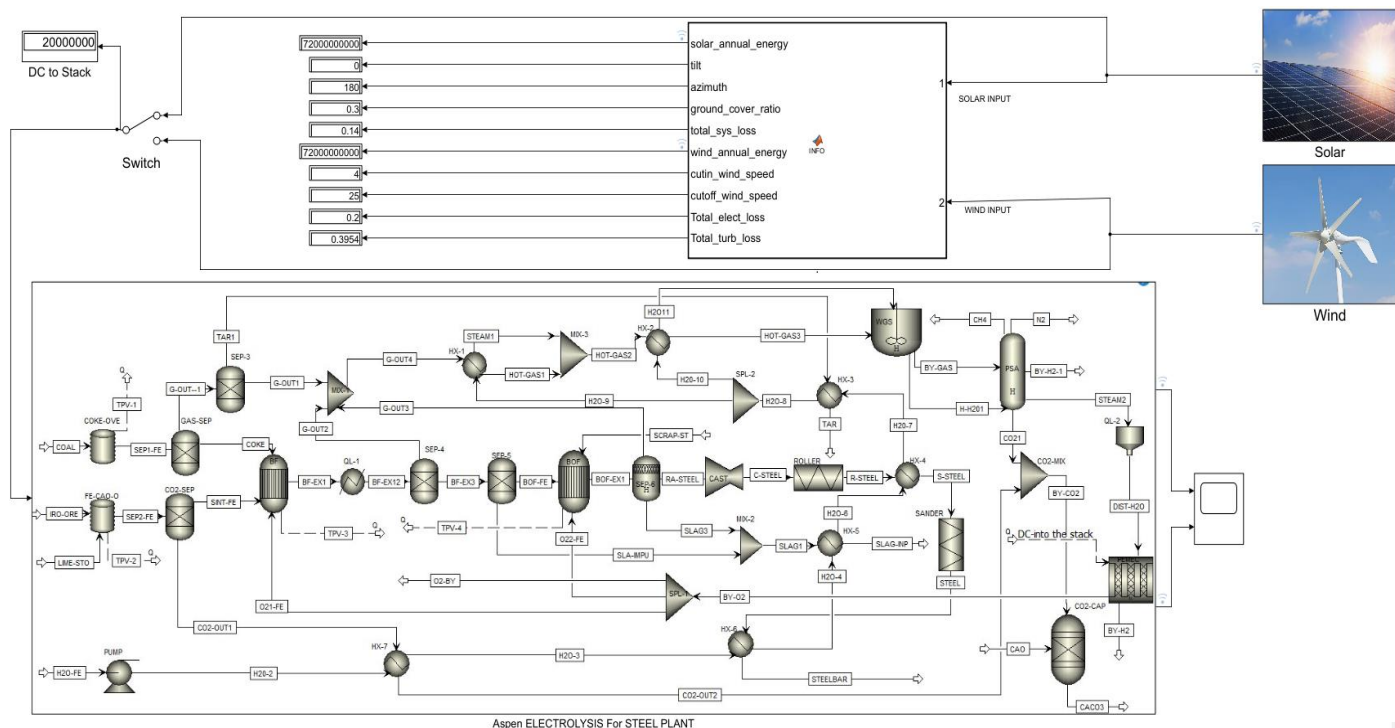 20000000
DC to Stack
Switch
72000000000
0
180
0.3
0.14
72000000000
4
25
0.2
0.3954
solar_annual_energy
tilt
azimuth
ground_cover_ratio
total_sys_loss
wind_annual_energy
cutin_wind_speed
cutoff_wind_speed
Total_elect_loss
Total_turb_loss
INFO
1
2
SOLAR INPUT
WIND INPUT
Solar
Wind
TAR1
SEP-3
Q
TPV-1
G-OUT--1
G-OUT1
COKE-OVE
GAS-SEP
COAL
SEP1-FE
COKE
G-OUT4
MIX-1
G-OUT3
G-OUT2
HX-1
STEAM1
HOT-GAS1
MIX-3
HOT-GAS2
HX-2
H2O11
HOT-GAS3
WGS
H
H20-10
SPL-2
H2O-9
H2O-8
HX-3
TAR
H20-7
CH4
N2
BY-GAS
PSA
H
BY-H2-1
H-H201
STEAM2
QL-2
CO21
CO2-MIX
BY-CO2
DIST-H2O
FE-CAO-O
CO2-SEP
IRO-ORE
SEP2-FE
SINT-FE
LIME-STO
TPV-2
Q
BF
BF-EX1
QL-1
BF-EX12
SEP-4
BF-EX3
SEP-5
BOF-FE
BOF
BOF-EX1
SCRAP-ST
SEP-6
H
RA-STEEL
CAST
C-STEEL
ROLLER
R-STEEL
HX-4
S-STEEL
SANDER
TPV-3
Q
Q
TPV-4
O22-FE
SLAG3
MIX-2
SLAG1
H2O-6
HX-5
SLAG-INP
H2O-4
SLA-IMPU
STEEL
Q
DC-into the stack
O2-BY
SPL-1
BY-O2
O21-FE
BY-H2
CO2-CAP
CAO
CACO3
CO2-OUT1
PUMP
H2O-FE
H20-2
HX-7
H2O-3
HX-6
STEELBAR
CO2-OUT2
Aspen ELECTROLYSIS For STEEL PLANT